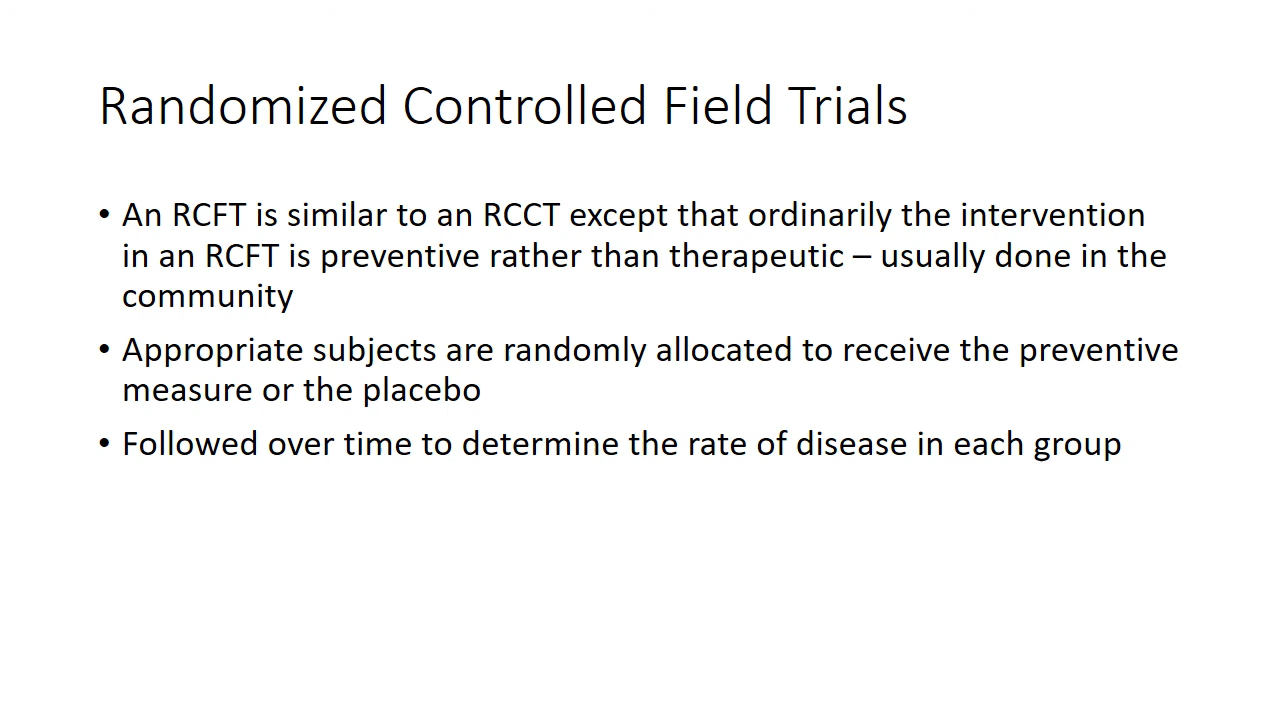 Randomized Controlled Field Trials
• An RCFT is similar to an RCCT except that ordinarily the intervention
in an RCFT is preventive rather than therapeutic – usually done in the
community
• Appropriate subjects are randomly allocated to receive the preventive
measure or the placebo
• Followed over time to determine the rate of disease in each group